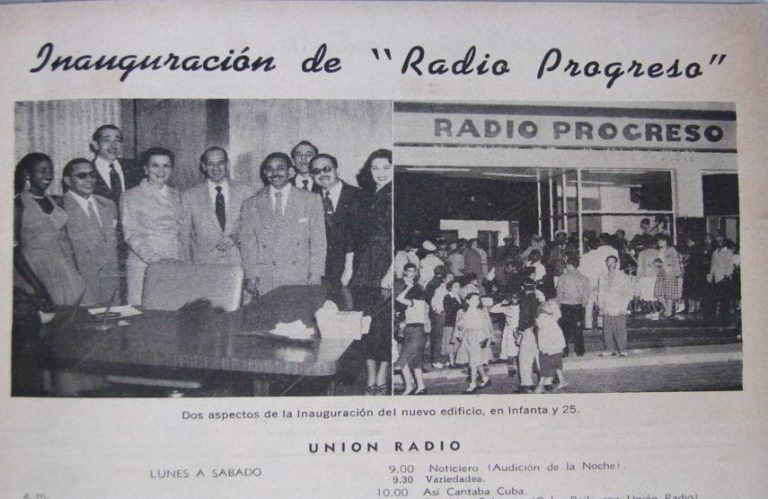 Inauguración de "Radio Progreso"
RADIO PROGRESO
Dos aspectos de la Inauguración del nuevo edificio, en Infanta y 25.
UNION RADIO
LUNES A SABADO
a. m.
9.00 Noticiero (Audición de la Noche).
9.30 Variedades.
10.00 Así Cantaba Cuba.